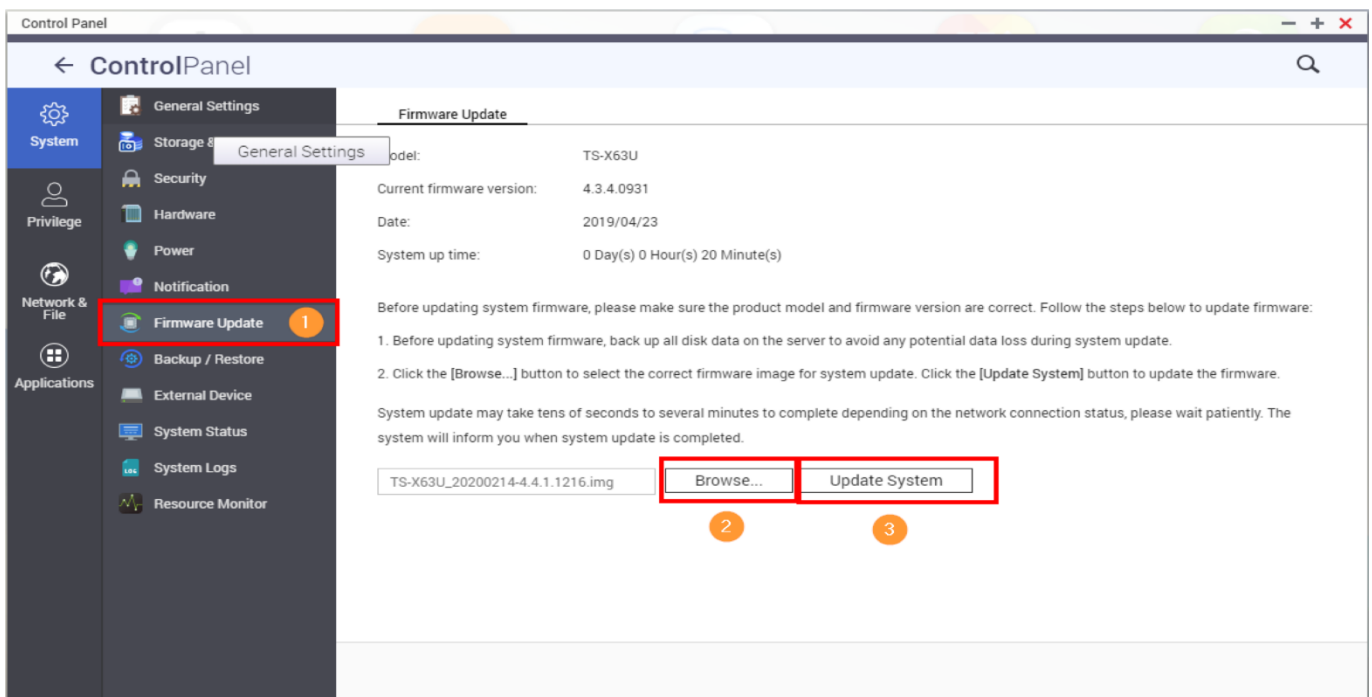 Control Panel
ControlPanel
System
Privilege
Network &
File
Applications
General Settings
Storage &
General Settings
Security
Hardware
Power
Notification
Firmware Update 1
Backup / Restore
External Device
System Status
System Logs
Resource Monitor
Firmware Update
odel: TS-X63U
Current firmware version: 4.3.4.0931
Date: 2019/04/23
System up time: 0 Day(s) 0 Hour(s) 20 Minute(s)
Before updating system firmware, please make sure the product model and firmware version are correct. Follow the steps below to update firmware:
1. Before updating system firmware, back up all disk data on the server to avoid any potential data loss during system update.
2. Click the [Browse...] button to select the correct firmware image for system update. Click the [Update System] button to update the firmware.
System update may take tens of seconds to several minutes to complete depending on the network connection status, please wait patiently. The
system will inform you when system update is completed.
TS-X63U_20200214-4.4.1.1216.img Browse... Update System
2 3
LOG